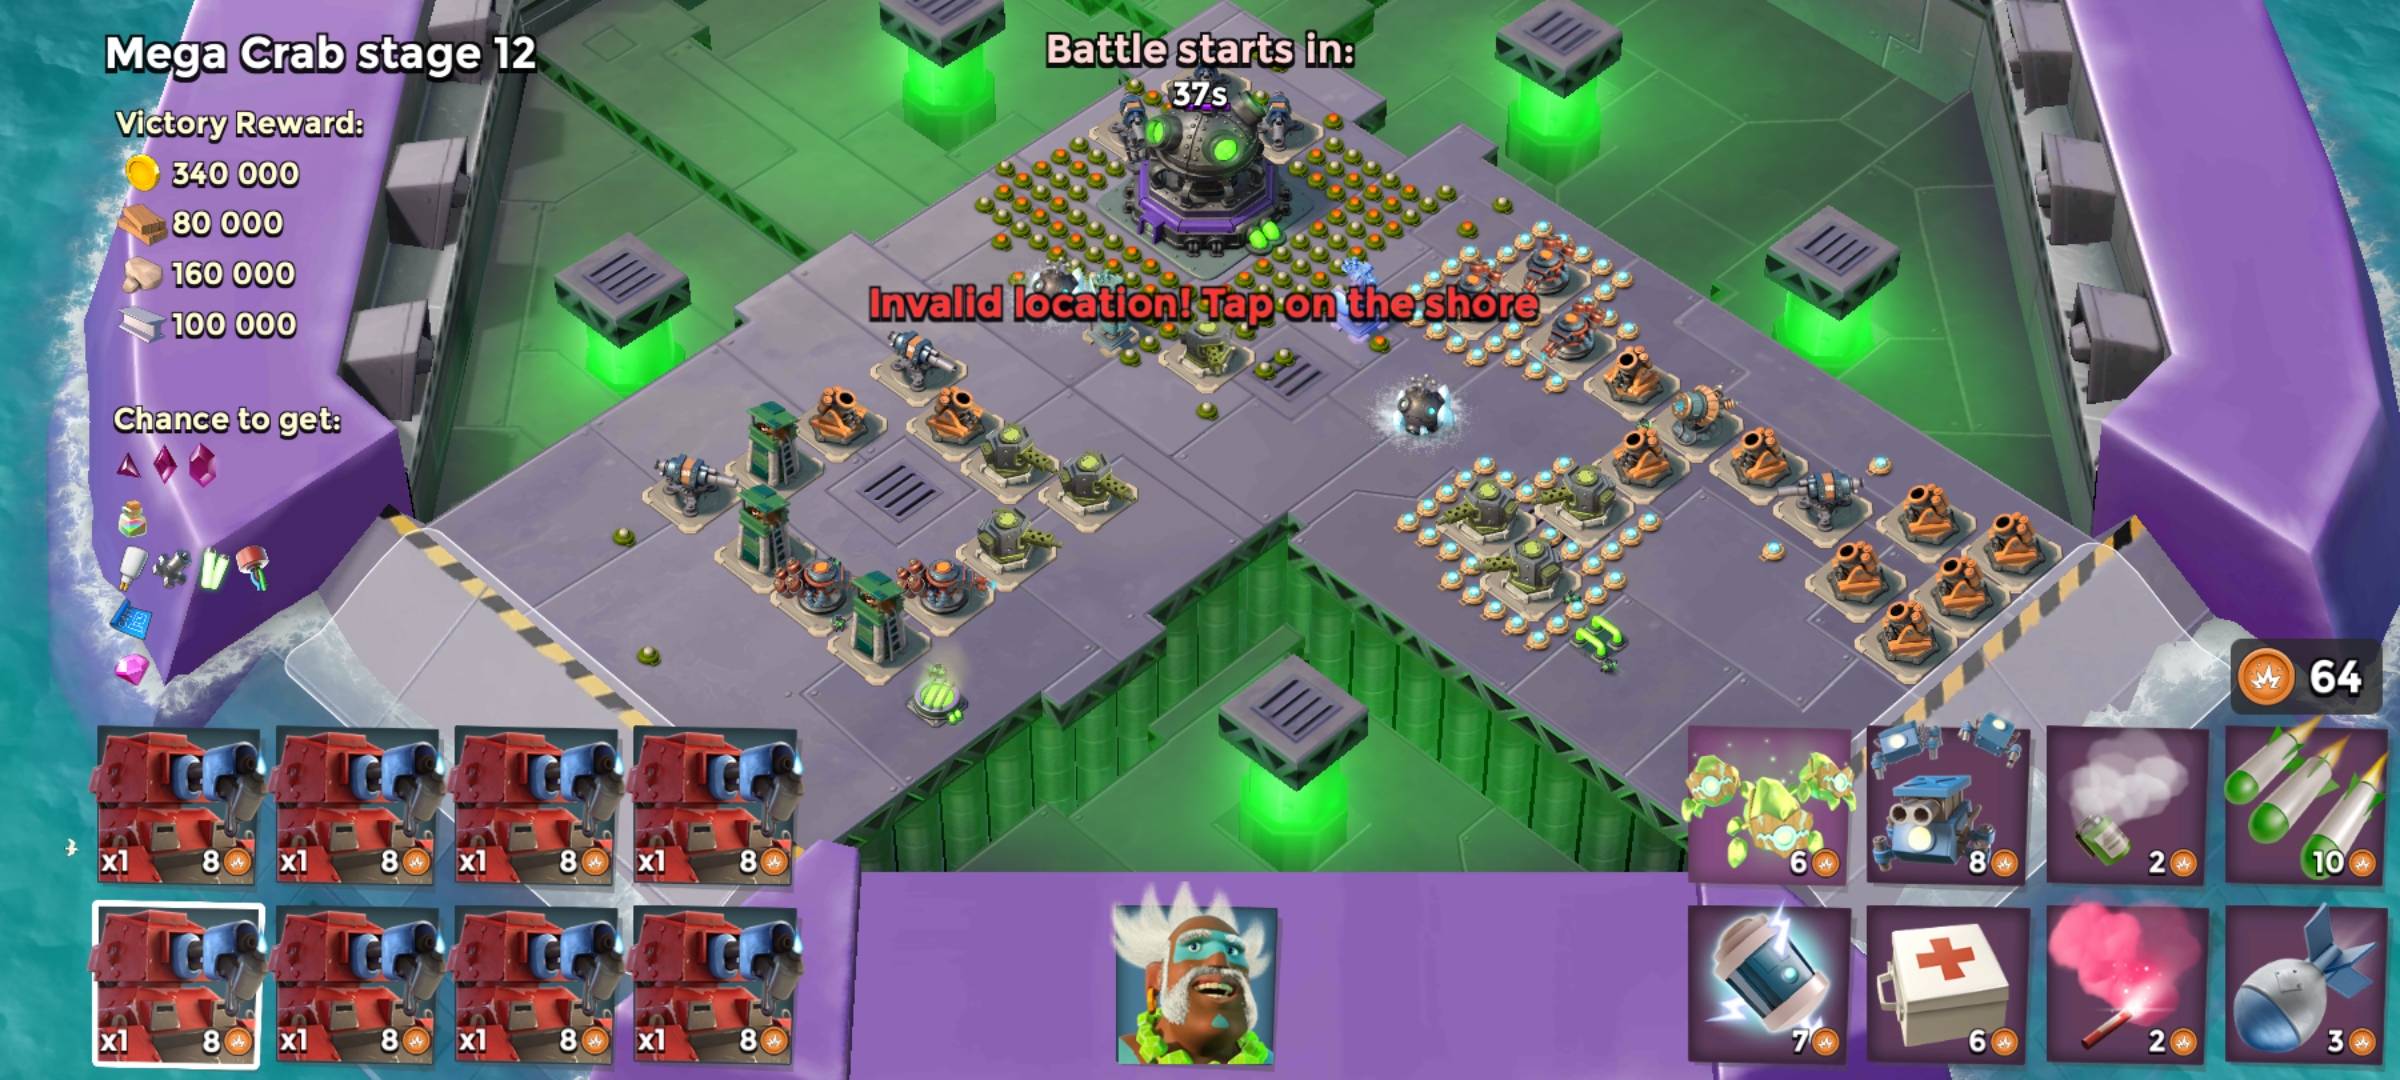 Mega Crab stage 12
Battle starts in:
37s
Victory Reward:
340 000
80 000
160 000
100 000
Invalid location! Tap on the shore
Chance to get:
64
x1 8
x1 8
x1 8
x1 8
6
8
2
10
x1 8
x1 8
x1 8
x1 8
7
6
2
3